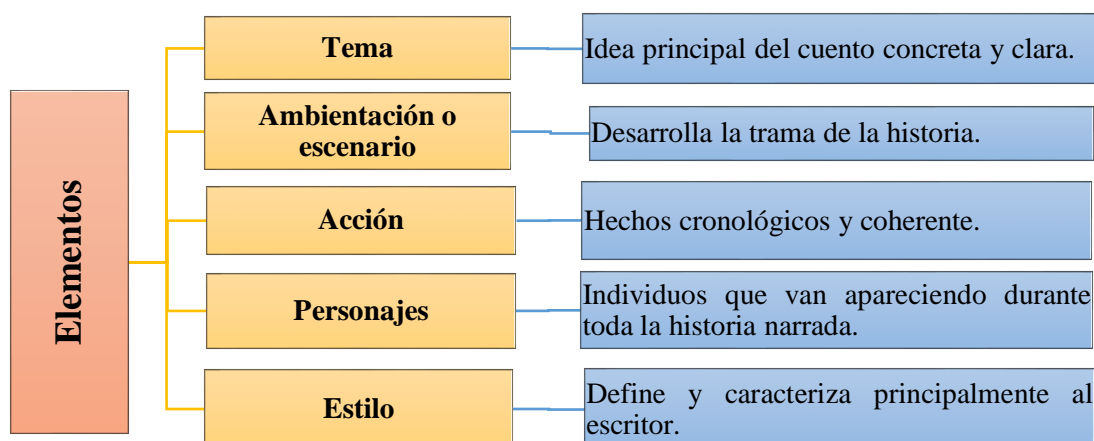 Elementos
Tema
Idea principal del cuento concreta y clara.
Ambientación o
escenario
Desarrolla la trama de la historia.
Acción
Hechos cronológicos y coherente.
Personajes
Individuos que van apareciendo durante
toda la historia narrada.
Estilo
Define y caracteriza principalmente al
escritor.